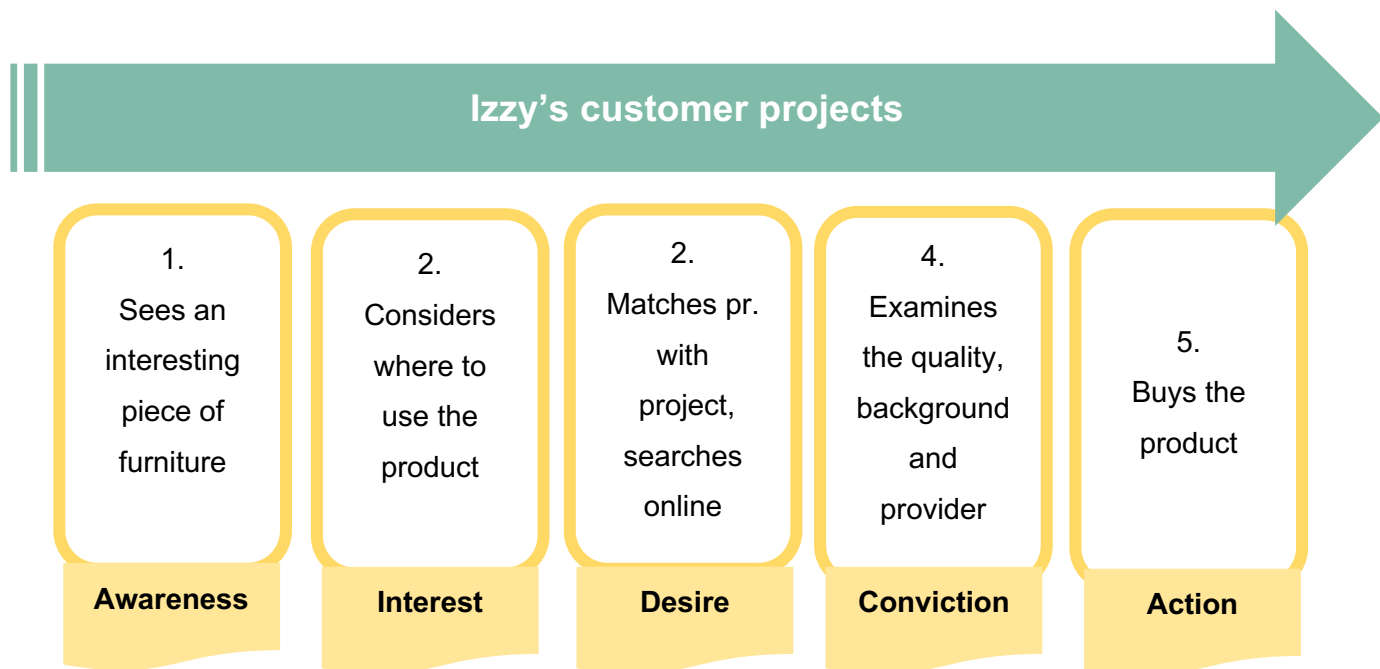 Izzy’s customer projects
1.
Sees an
interesting
piece of
furniture
Awareness
2.
Considers
where to
use the
product
Interest
2.
Matches pr.
with
project,
searches
online
Desire
4.
Examines
the quality,
background
and
provider
Conviction
5.
Buys the
product
Action